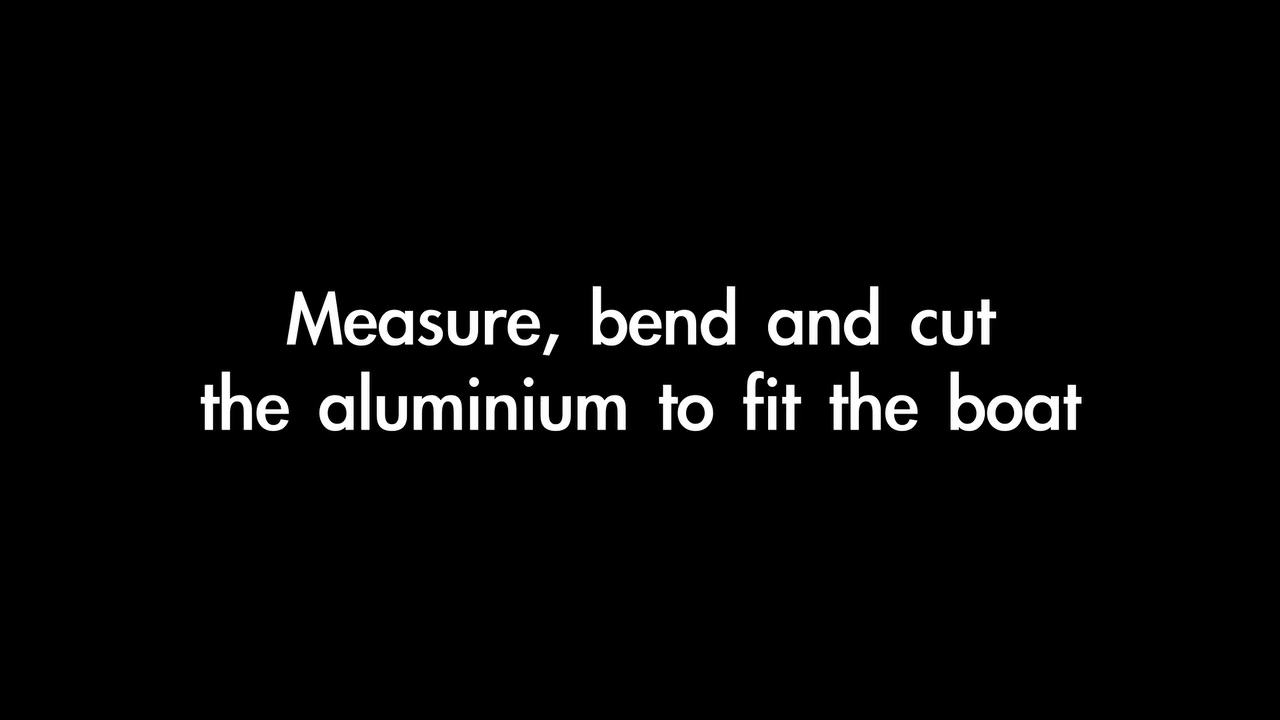 Measure, bend and cut
the aluminium to fit the boat